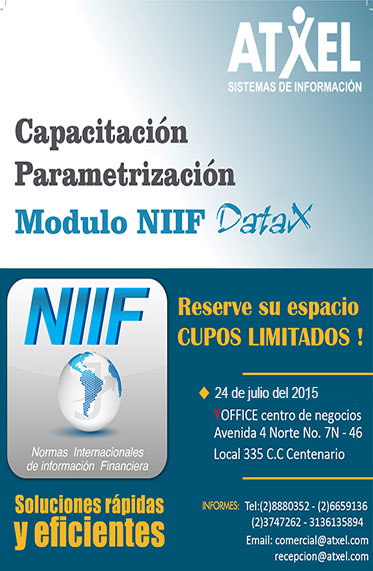 ATXEL
SISTEMAS DE INFORMACIÓN
Capacitación
Parametrización
Modulo NIIF DataX
NIIF
Normas Internacionales
de información Financiera
Soluciones rápidas
y eficientes
Reserve su espacio
CUPOS LIMITADOS !
24 de julio del 2015
YOFFICE centro de negocios
Avenida 4 Norte No. 7N - 46
Local 335 C.C Centenario
INFORMES: Tel:(2)8880352 - (2)6659136
(2)3747262 - 3136135894
Email: comercial@atxel.com
recepcion@atxel.com